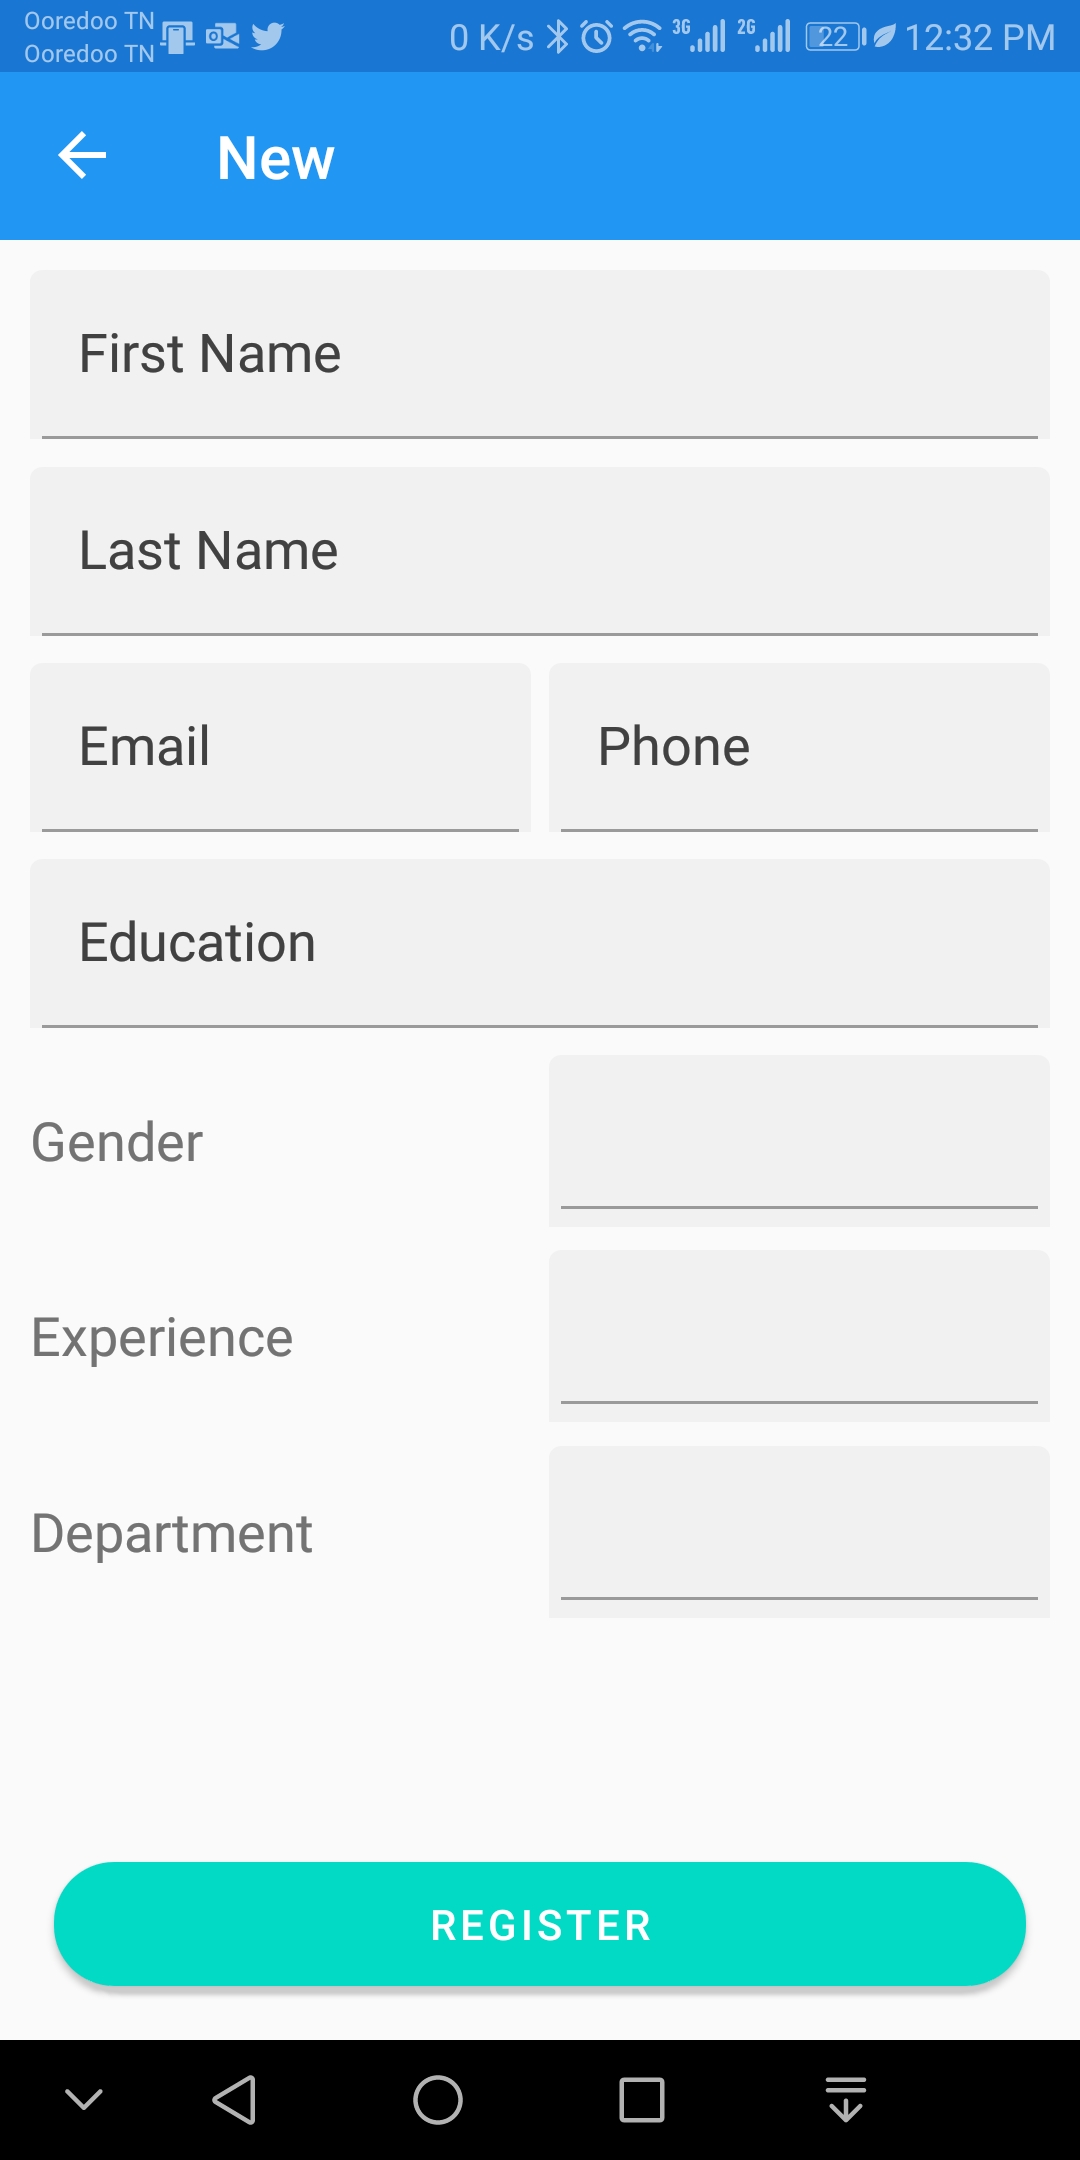 Ooredoo TN
Ooredoo TN
0 K/s 3G 2G 22 12:32 PM
New
First Name
Last Name
Email Phone
Education
Gender
Experience
Department
REGISTER